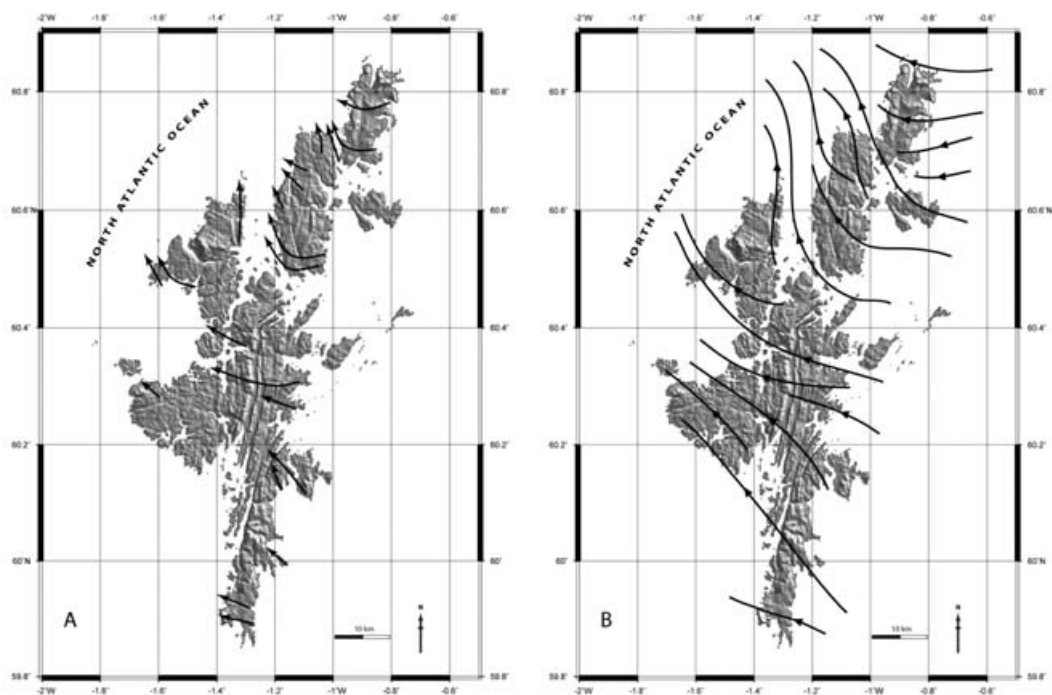 -2˚ -1.8˚ -1.6˚ -1.4˚ -1.2˚ -1˚W -0.8˚ -0.6˚
60.8˚ 60.8˚
60.6˚N 60.6˚
60.4˚ 60.4˚
60.2˚ 60.2˚
60˚N 60˚
59.8˚ 59.8˚
NORTH ATLANTIC OCEAN
A
10 km
N
-2˚ -1.8˚ -1.6˚ -1.4˚ -1.2˚ -1˚W -0.8˚ -0.6˚
-2˚ -1.8˚ -1.6˚ -1.4˚ -1.2˚ -1˚W -0.8˚ -0.6˚
60.8˚ 60.8˚
60.6˚ 60.6˚N
60.4˚ 60.4˚
60.2˚ 60.2˚
60˚ 60˚N
59.8˚ 59.8˚
NORTH ATLANTIC OCEAN
B
10 km
N
-2˚ -1.8˚ -1.6˚ -1.4˚ -1.2˚ -1˚W -0.8˚ -0.6˚